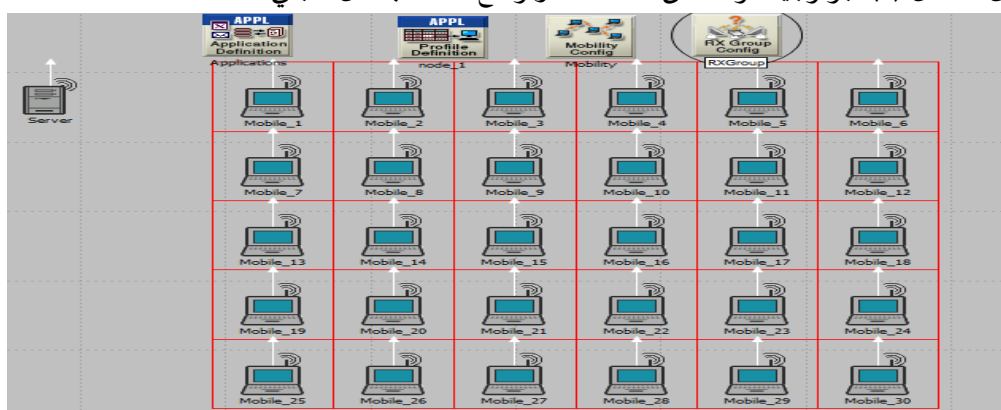 APPL
Application
Definition
Applications
APPL
Profile
Definition
node_1
Mobility
Config
Mobility
RX Group
Config
RXGroup
Server
Mobile_1 Mobile_2 Mobile_3 Mobile_4 Mobile_5 Mobile_6
Mobile_7 Mobile_8 Mobile_9 Mobile_10 Mobile_11 Mobile_12
Mobile_13 Mobile_14 Mobile_15 Mobile_16 Mobile_17 Mobile_18
Mobile_19 Mobile_20 Mobile_21 Mobile_22 Mobile_23 Mobile_24
Mobile_25 Mobile_26 Mobile_27 Mobile_28 Mobile_29 Mobile_30